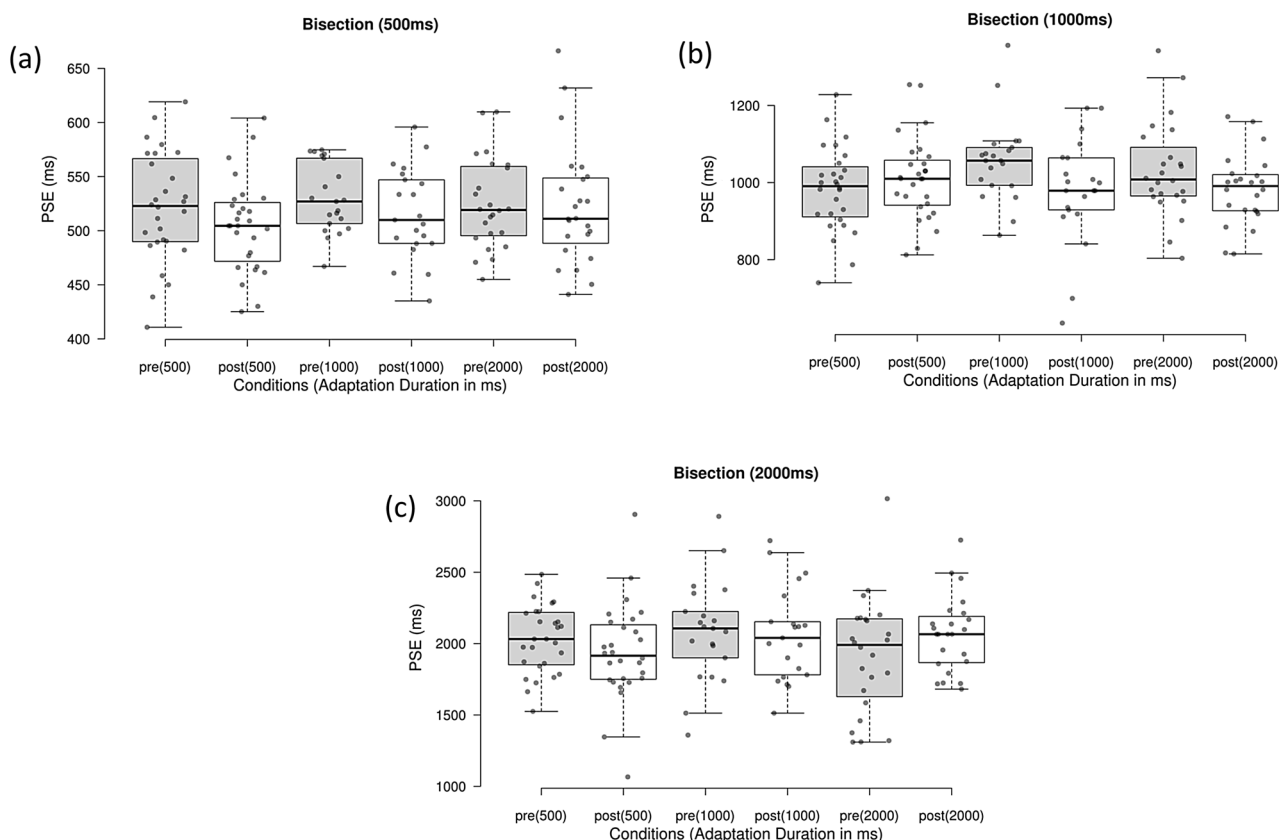 (a)
Bisection (500ms)
PSE (ms)
650
600
550
500
450
400
pre(500) post(500) pre(1000) post(1000) pre(2000) post(2000)
Conditions (Adaptation Duration in ms)
(b)
Bisection (1000ms)
PSE (ms)
1200
1000
800
pre(500) post(500) pre(1000) post(1000) pre(2000) post(2000)
Conditions (Adaptation Duration in ms)
(c)
Bisection (2000ms)
PSE (ms)
3000
2500
2000
1500
1000
pre(500) post(500) pre(1000) post(1000) pre(2000) post(2000)
Conditions (Adaptation Duration in ms)